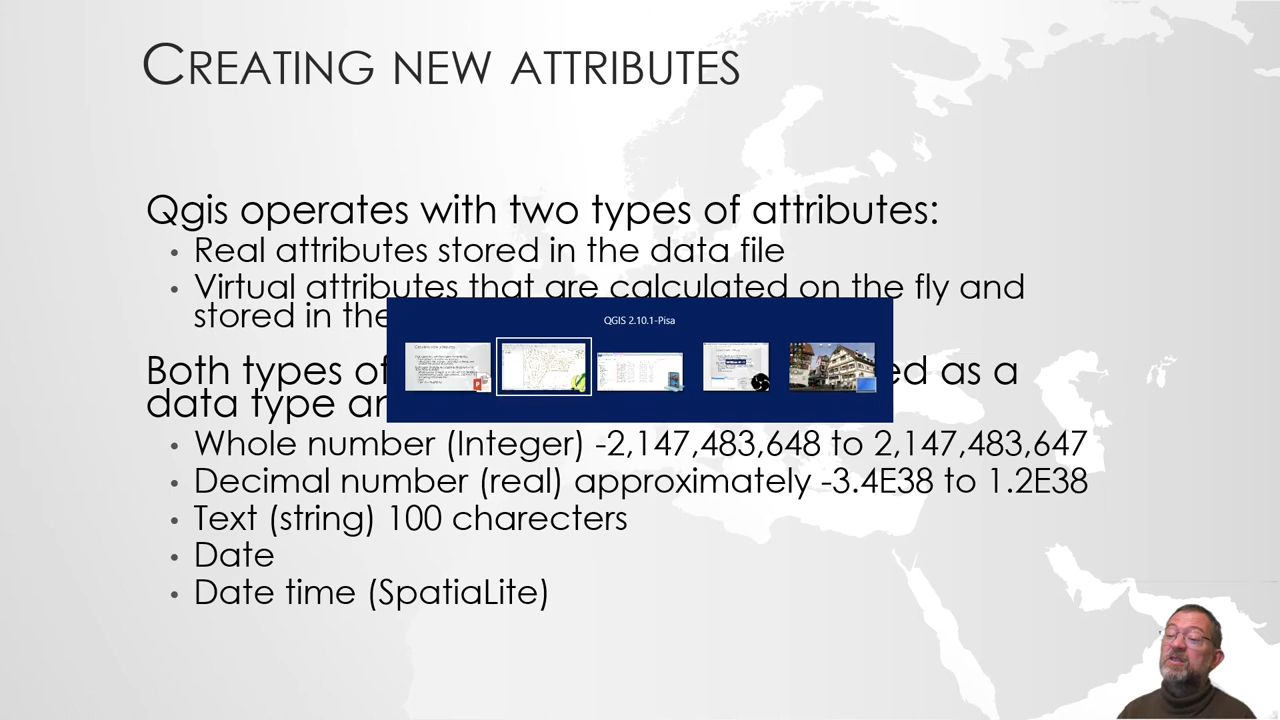 CREATING NEW ATTRIBUTES
Qgis operates with two types of attributes:
• Real attributes stored in the data file
• Virtual attributes that are calculated on the fly and
stored in the
QGIS 2.10.1-Pisa
Both types of ed as a
data type
• Whole number (Integer) -2,147,483,648 to 2,147,483,647
• Decimal number (real) approximately -3.4E38 to 1.2E38
• Text (string) 100 charecters
• Date
• Date time (SpatiaLite)